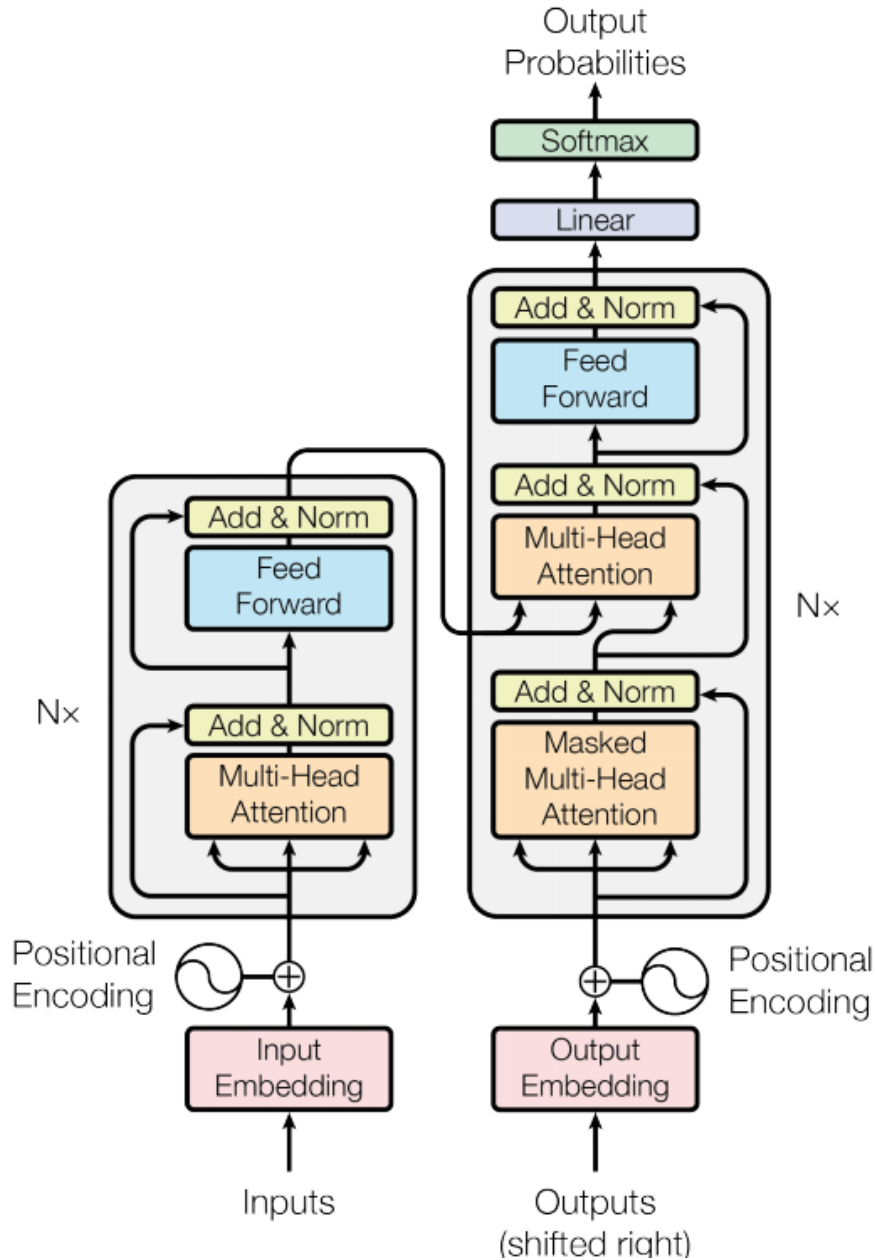 Output
Probabilities
Softmax
Linear
Add & Norm
Feed
Forward
Add & Norm
Multi-Head
Attention
Nx
Add & Norm
Masked
Multi-Head
Attention
Add & Norm
Feed
Forward
Nx
Add & Norm
Multi-Head
Attention
Positional
Encoding
Positional
Encoding
Input
Embedding
Output
Embedding
Inputs
Outputs
(shifted right)